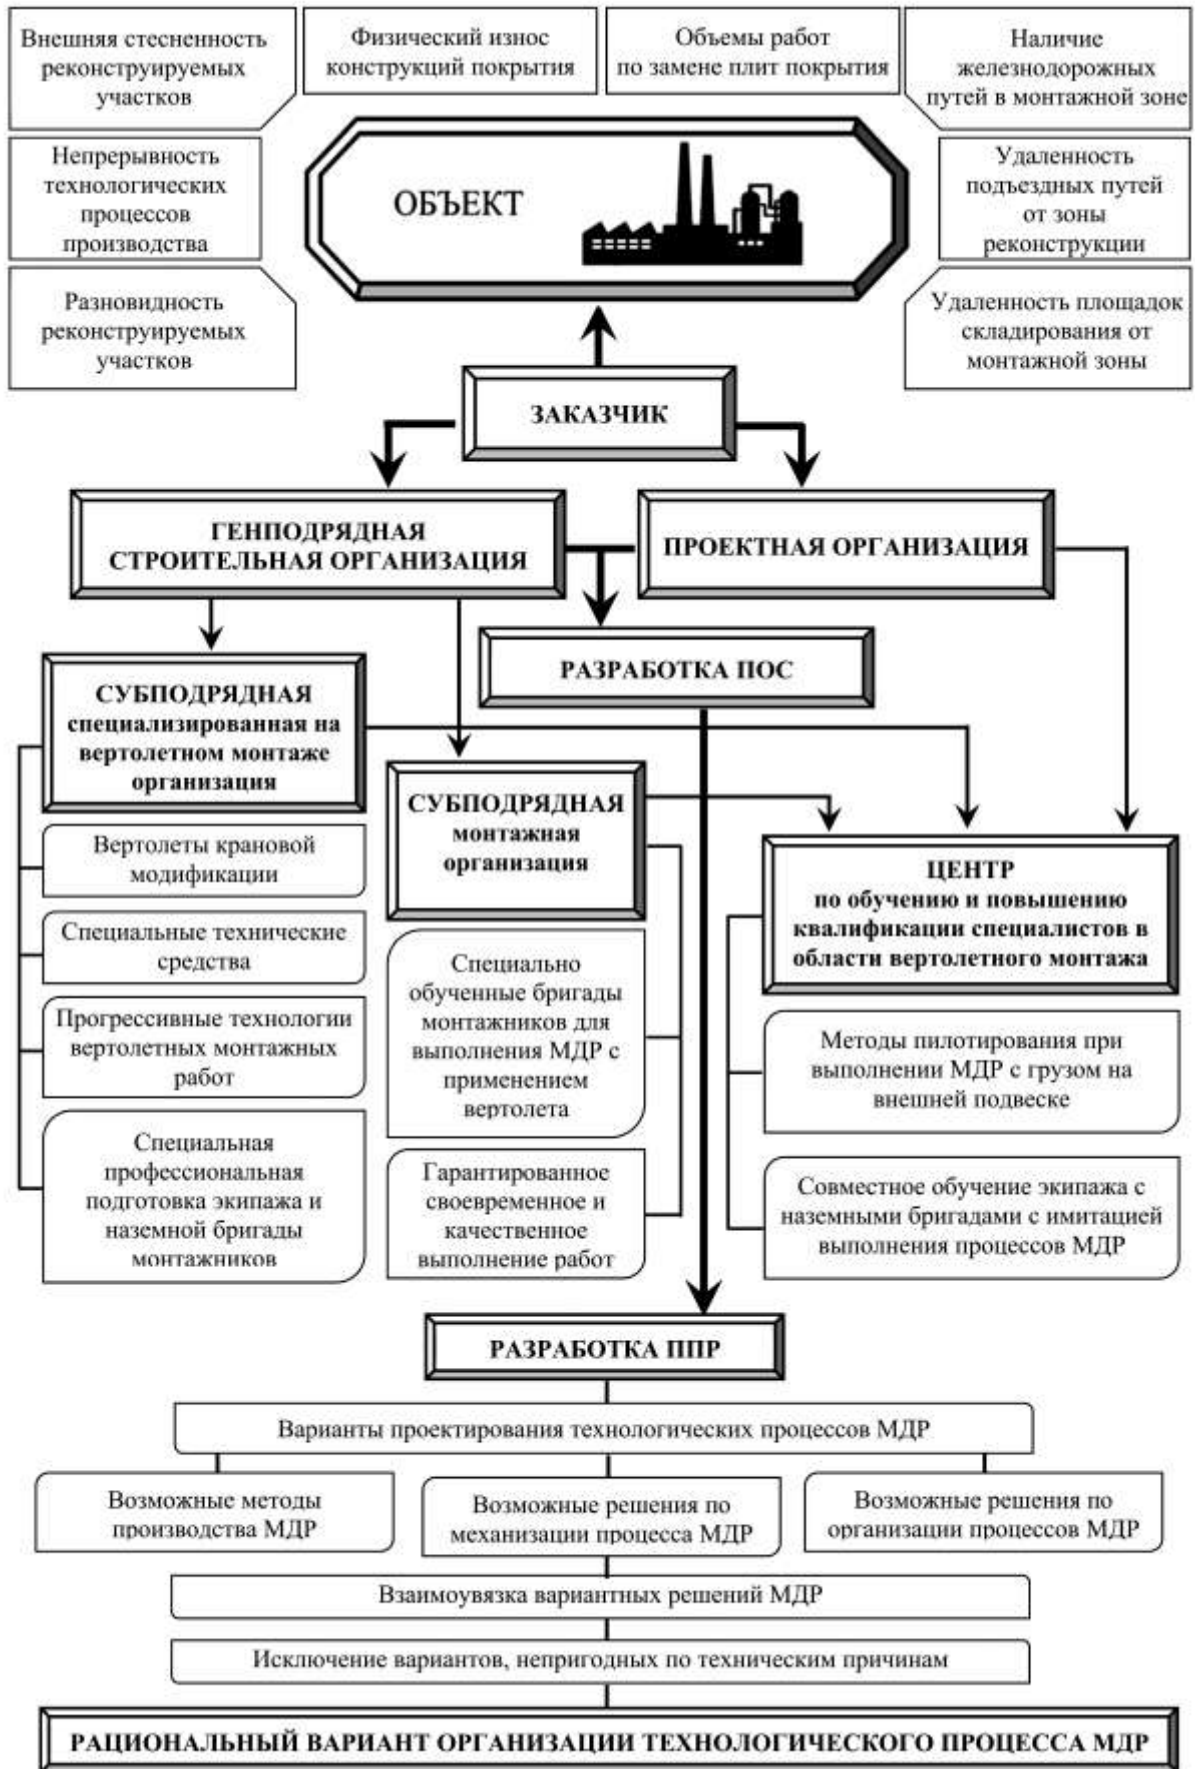 Внешняя стесненность
реконструируемых
участков
Физический износ
конструкций покрытия
Объемы работ
по замене плит покрытия
Наличие
железнодорожных
путей в монтажной зоне
Непрерывность
технологических
процессов
производства
ОБЪЕКТ
Удаленность
подъездных путей
от зоны
реконструкции
Разновидность
реконструируемых
участков
Удаленность площадок
складирования от
монтажной зоны
ЗАКАЗЧИК
ГЕНПОДРЯДНАЯ
СТРОИТЕЛЬНАЯ ОРГАНИЗАЦИЯ
ПРОЕКТНАЯ ОРГАНИЗАЦИЯ
РАЗРАБОТКА ПОС
СУБПОДРЯДНАЯ
специализированная на
вертолетном монтаже
организация
СУБПОДРЯДНАЯ
монтажная
организация
ЦЕНТР
по обучению и повышению
квалификации специалистов в
области вертолетного монтажа
Вертолеты крановой
модификации
Специальные технические
средства
Прогрессивные технологии
вертолетных монтажных
работ
Специальная
профессиональная
подготовка экипажа и
наземной бригады
монтажников
Специально
обученные бригады
монтажников для
выполнения МДР с
применением
вертолета
Гарантированное
своевременное и
качественное
выполнение работ
Методы пилотирования при
выполнении МДР с грузом на
внешней подвеске
Совместное обучение экипажа с
наземными бригадами с имитацией
выполнения процессов МДР
РАЗРАБОТКА ППР
Варианты проектирования технологических процессов МДР
Возможные методы
производства МДР
Возможные решения по
механизации процесса МДР
Возможные решения по
организации процессов МДР
Взаимоувязка вариантных решений МДР
Исключение вариантов, непригодных по техническим причинам
РАЦИОНАЛЬНЫЙ ВАРИАНТ ОРГАНИЗАЦИИ ТЕХНОЛОГИЧЕСКОГО ПРОЦЕССА МДР